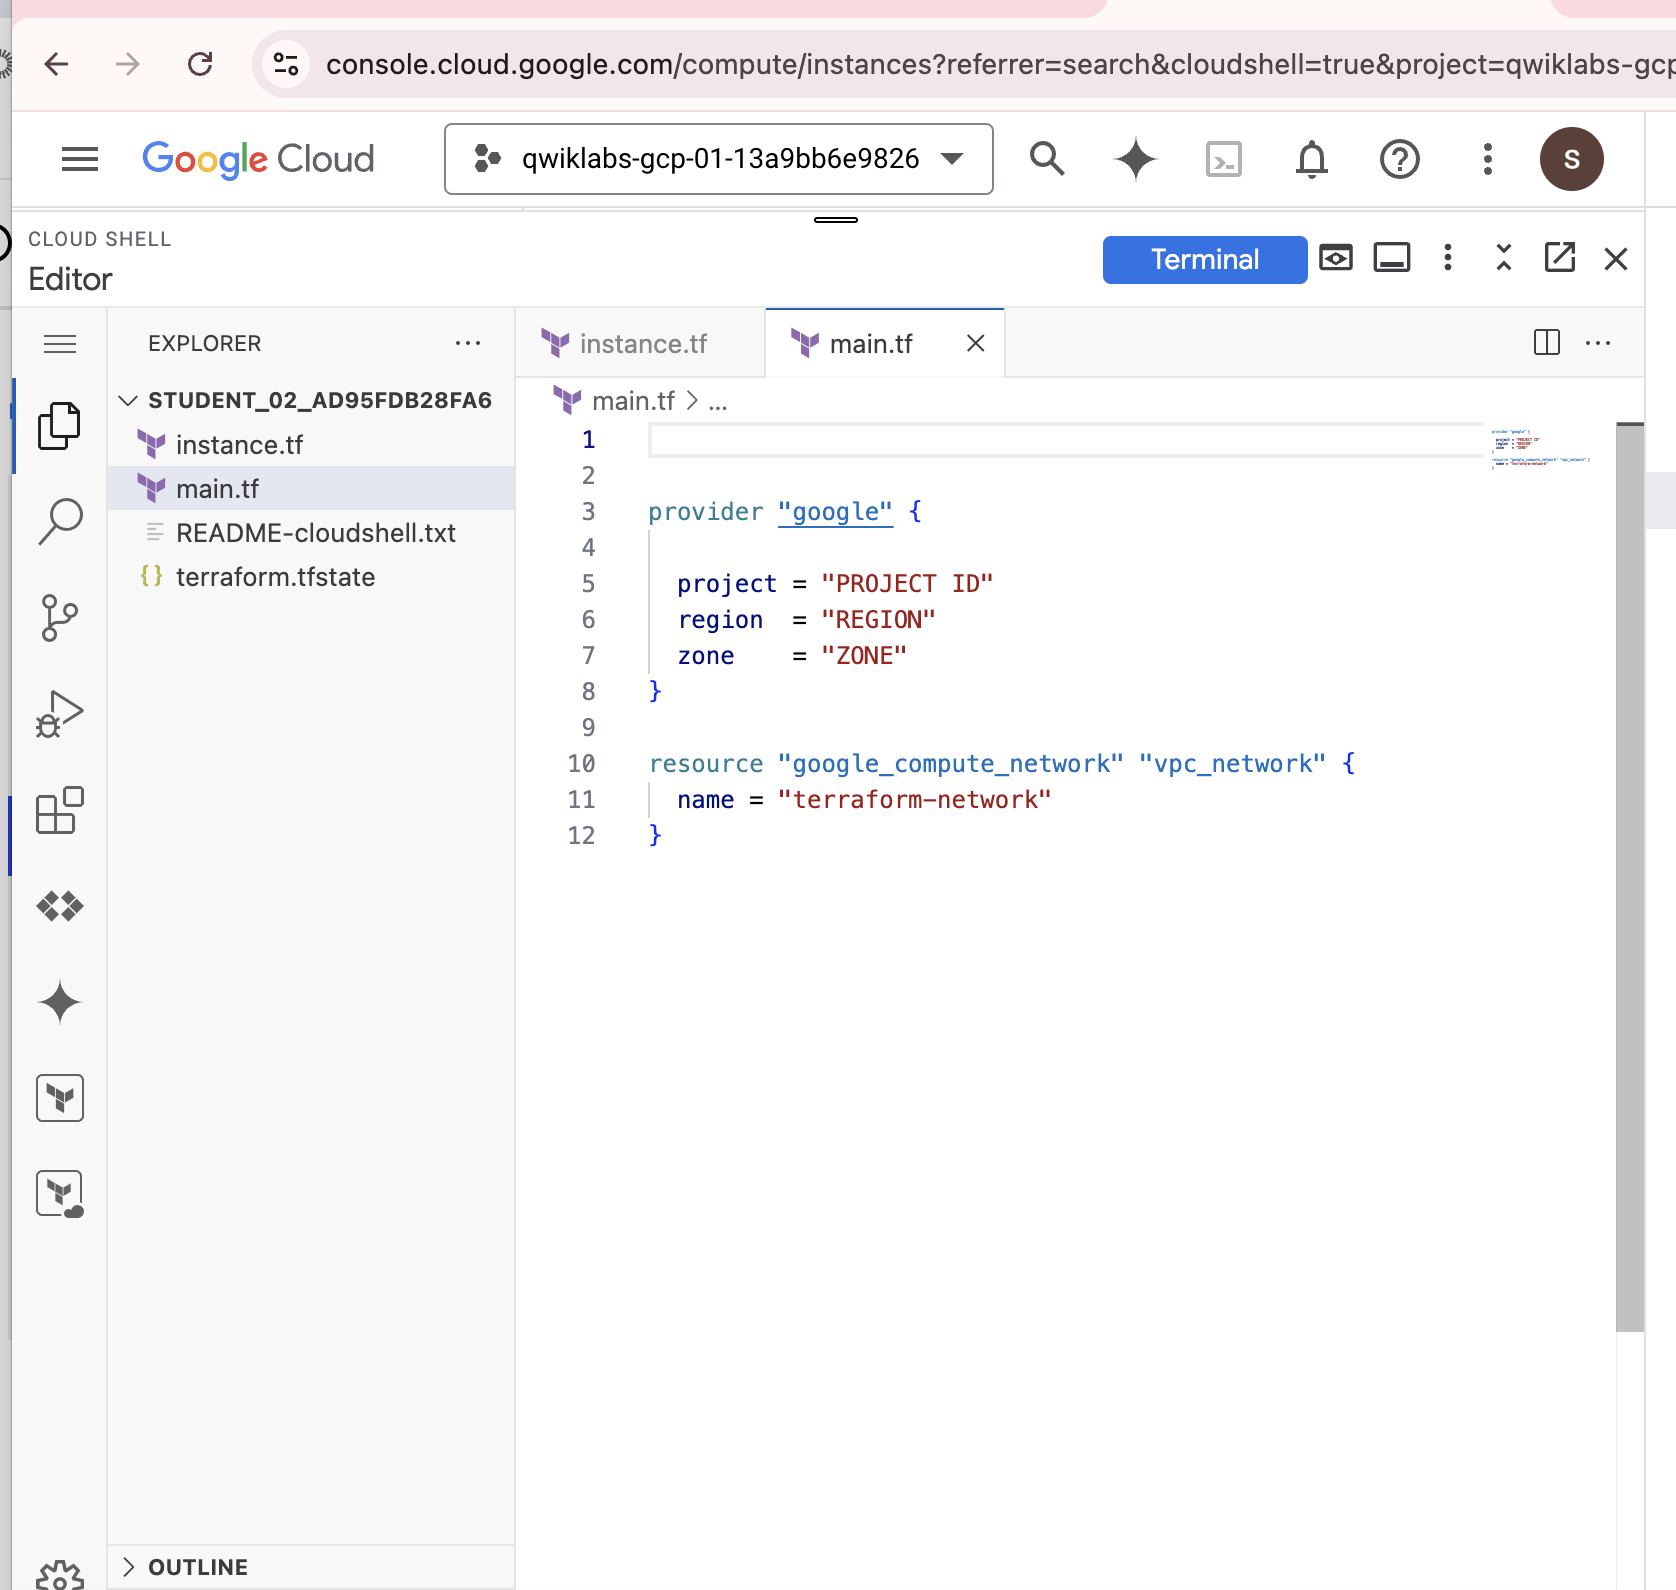 console.cloud.google.com/compute/instances?referrer=search&cloudshell=true&project=qwiklabs-gcp
Google Cloud
qwiklabs-gcp-01-13a9bb6e9826
S
CLOUD SHELL
Editor
Terminal
EXPLORER
instance.tf
main.tf
STUDENT_02_AD95FDB28FA6
instance.tf
main.tf
README-cloudshell.txt
terraform.tfstate
OUTLINE
main.tf > ...
1
2
3 provider "google" {
4
5 project = "PROJECT ID"
6 region = "REGION"
7 zone = "ZONE"
8 }
9
10 resource "google_compute_network" "vpc_network" {
11 name = "terraform-network"
12 }